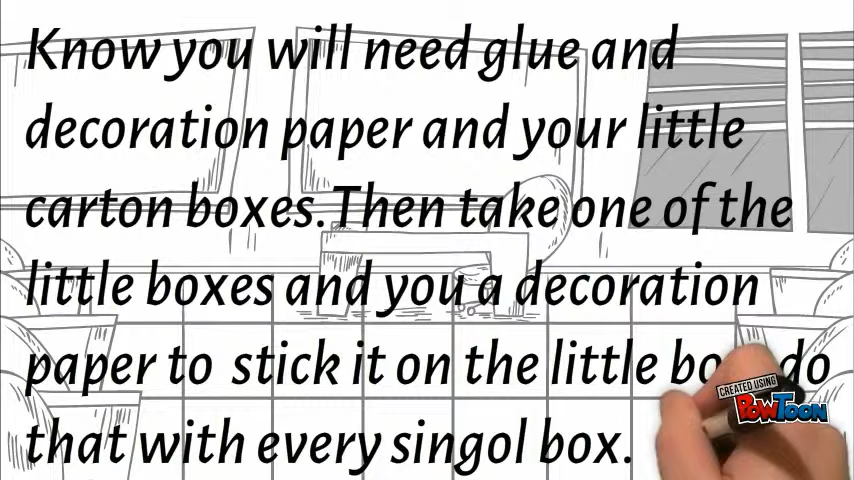 Know you will need glue and
decoration paper and your little
carton boxes.Then take one of the
little boxes and you a decoration
paper to stick it on the little do
that with every singol box.
CREATED USING
POWTOON